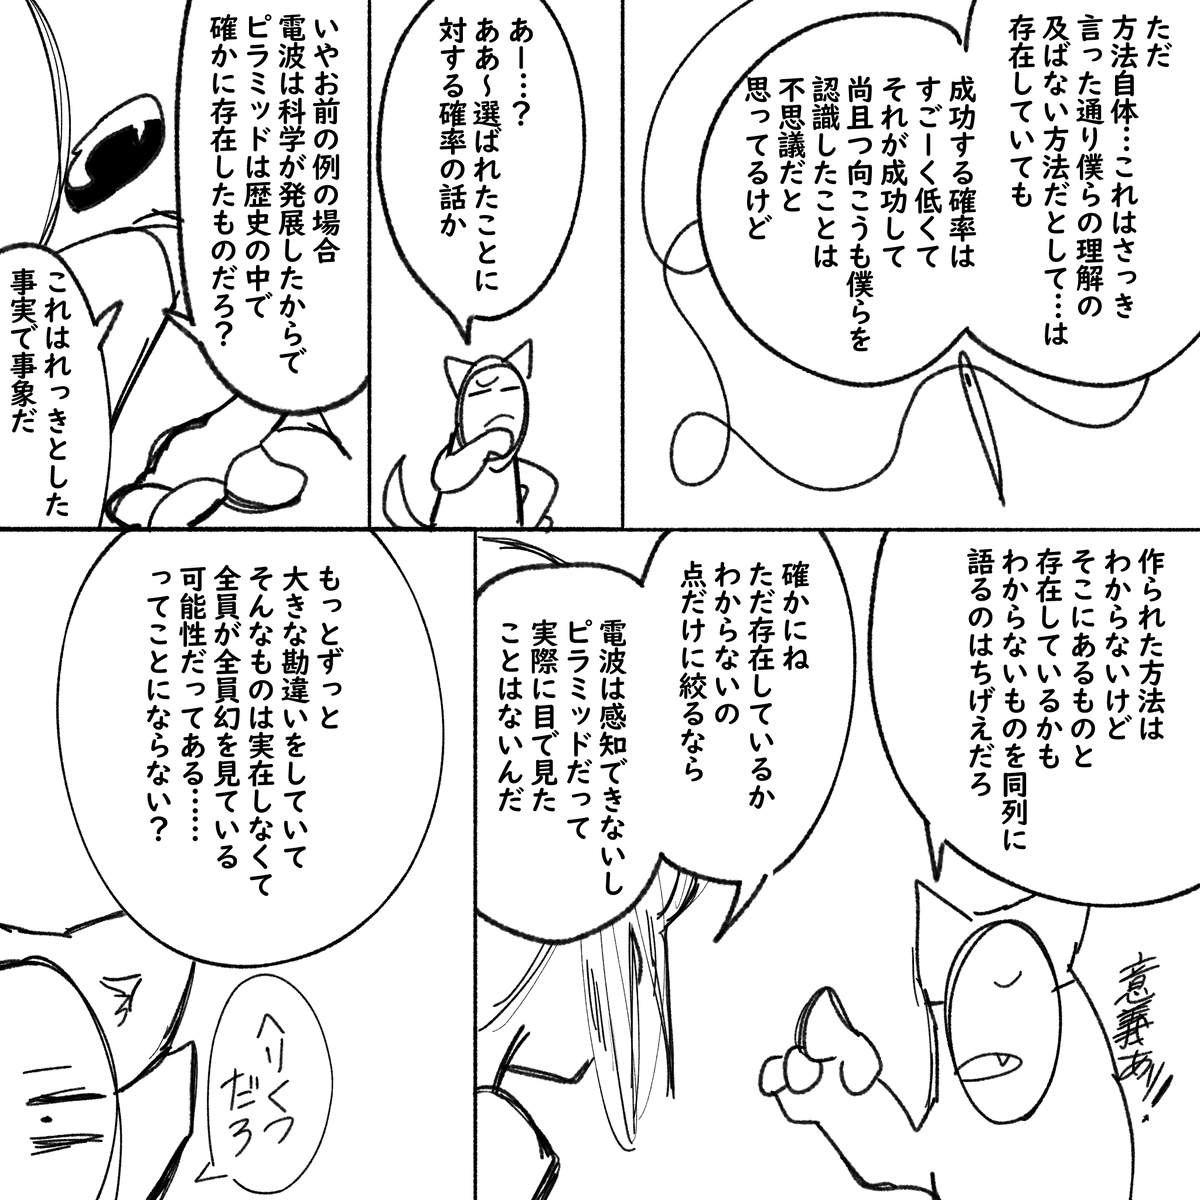 ただ
方法自体…これはさっき
言った通り僕らの理解の
及ばない方法だとして…は
存在していても
成功する確率は
すごーく低くて
それが成功して
尚且つ向こうも僕らを
認識したことは
不思議だと
思ってるけど
あー…?
ああ〜選ばれたことに
対する確率の話か
いやお前の例の場合
電波は科学が発展したからで
ピラミッドは歴史の中で
確かに存在したものだろ?
これはれっきとした
事実で事象だ
作られた方法は
わからないけど
そこにあるものと
存在しているかも
わからないものを同列に
語るのはちげえだろ
意義あり!!
確かにね
ただ存在しているか
わからないの
点だけに絞るなら
電波は感知できないし
ピラミッドだって
実際に目で見た
ことはないんだ
もっとずっと
大きな勘違いをしていて
そんなものは実在しなくて
全員が全員幻を見ている
可能性だってある……
ってことにならない?
へりくつ
だろ